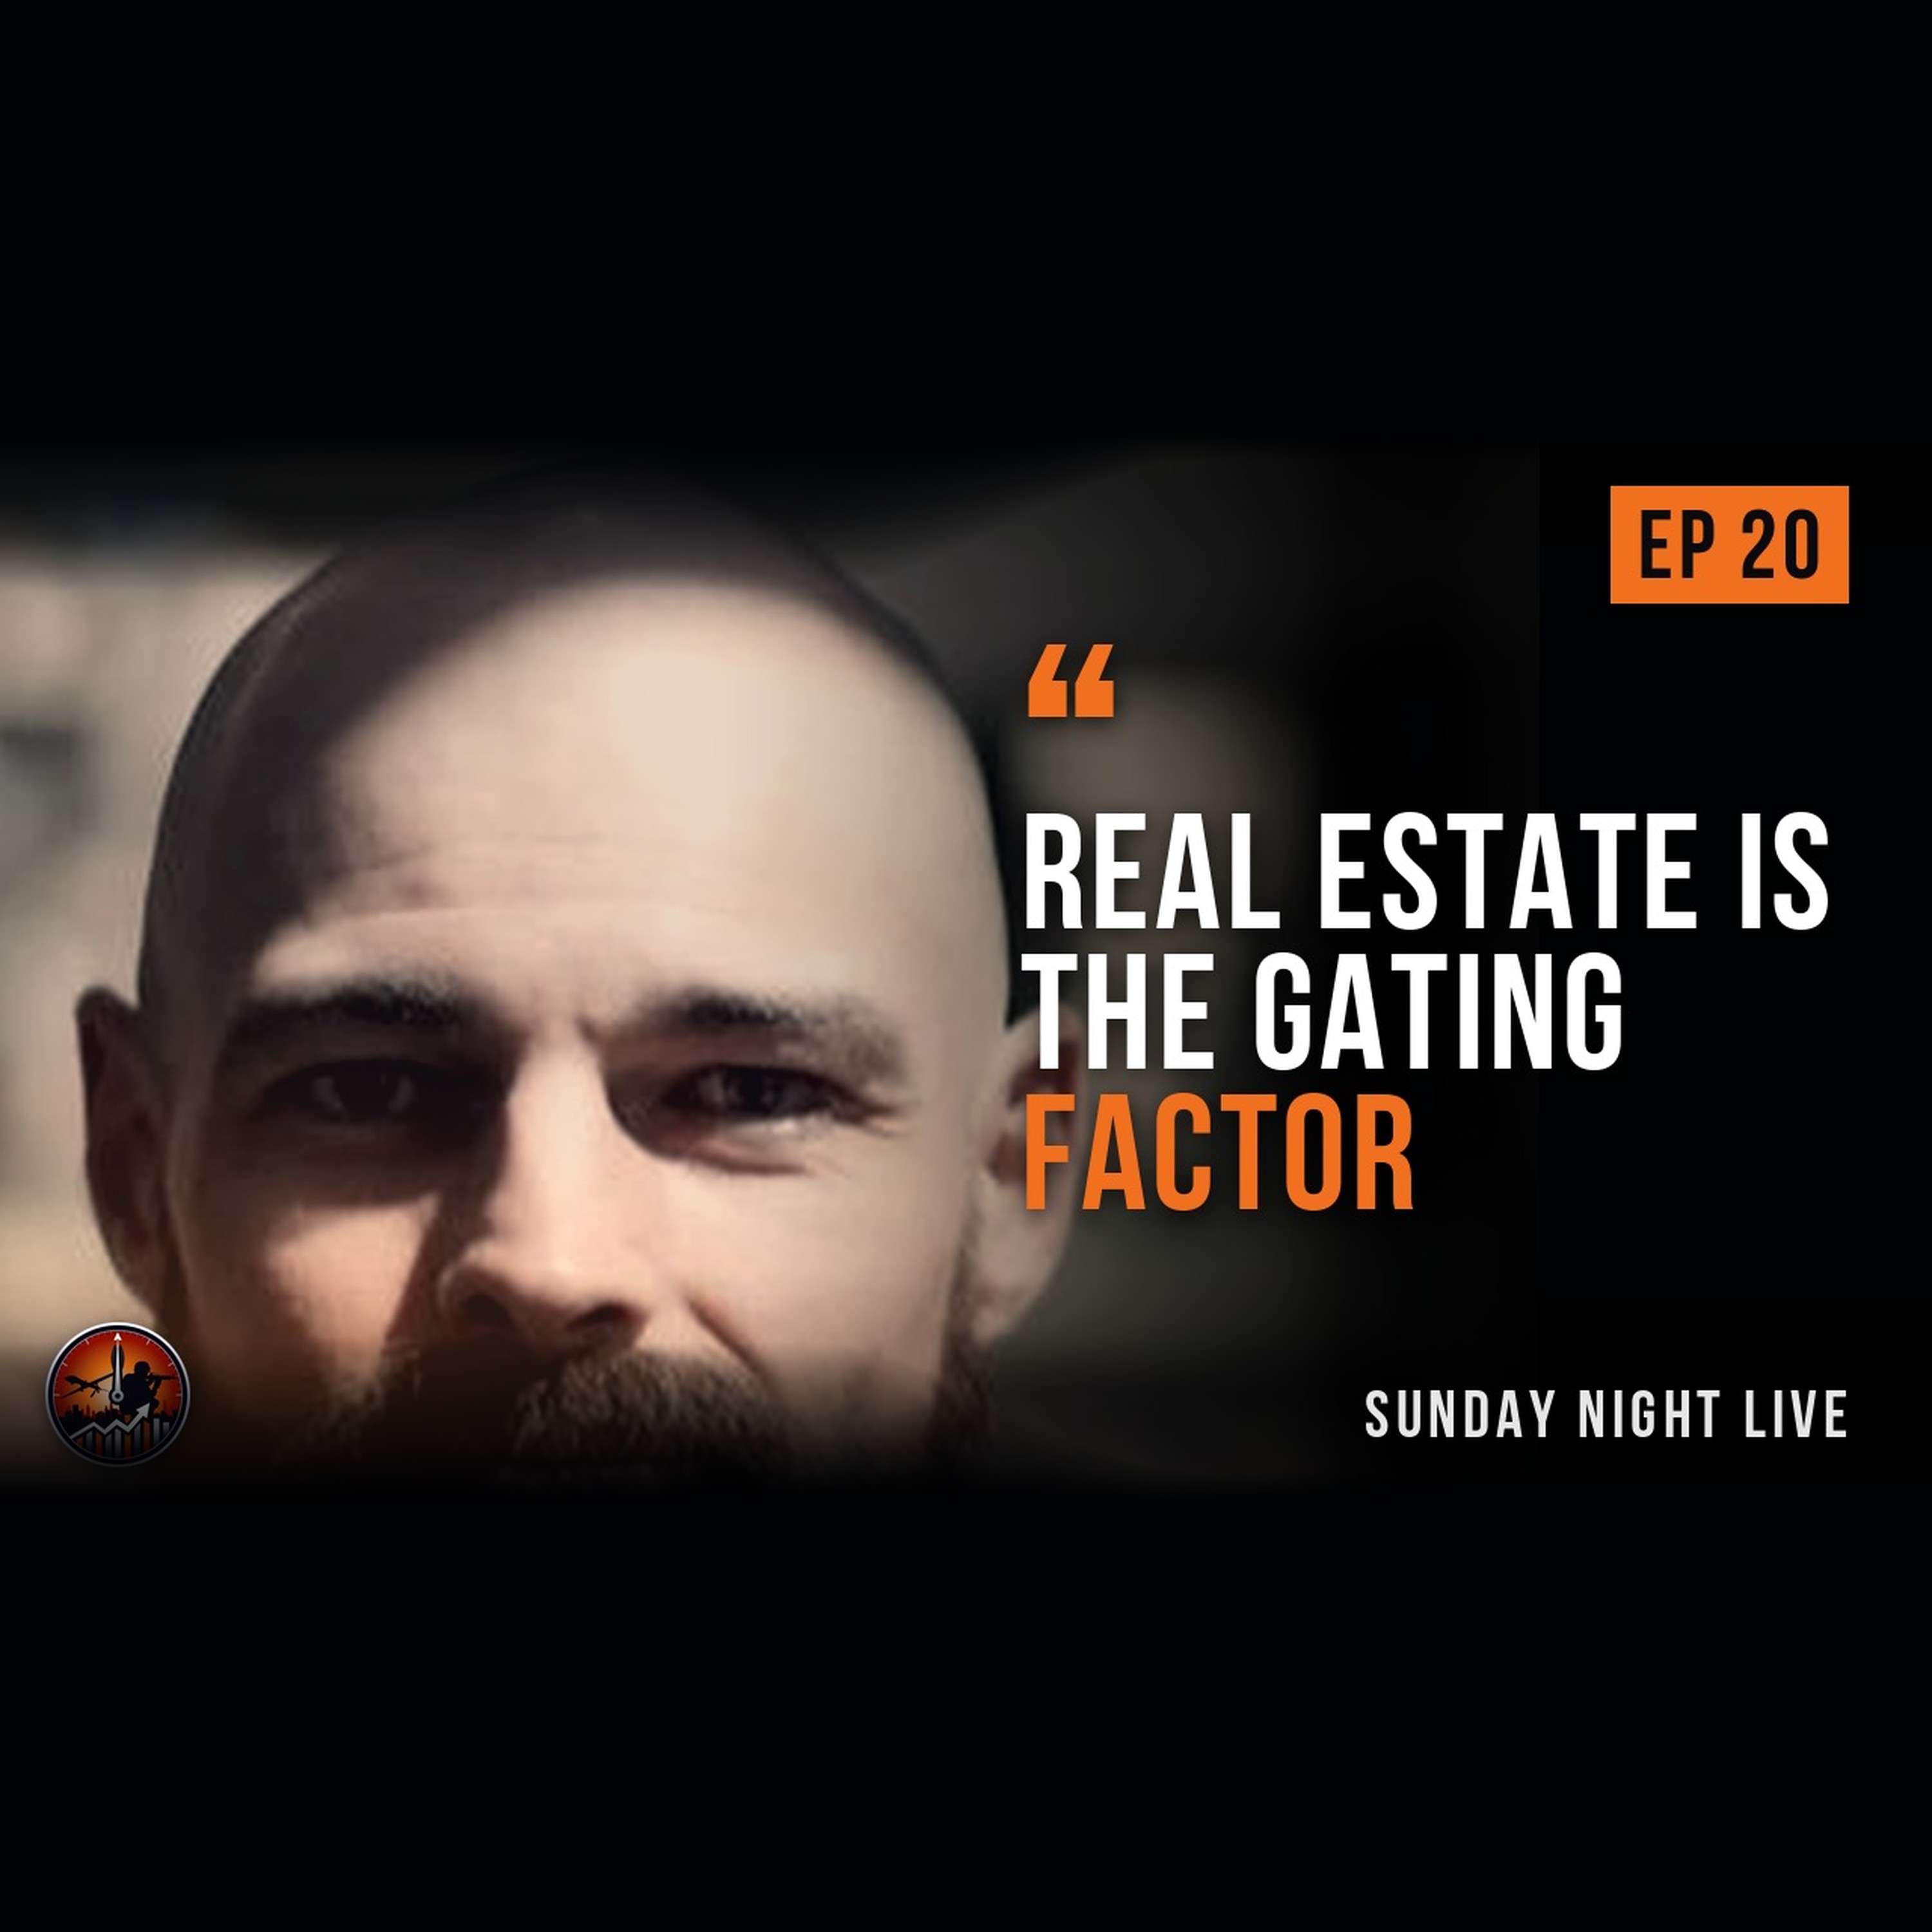 EP 20
“
REAL ESTATE IS
THE GATING
FACTOR
SUNDAY NIGHT LIVE